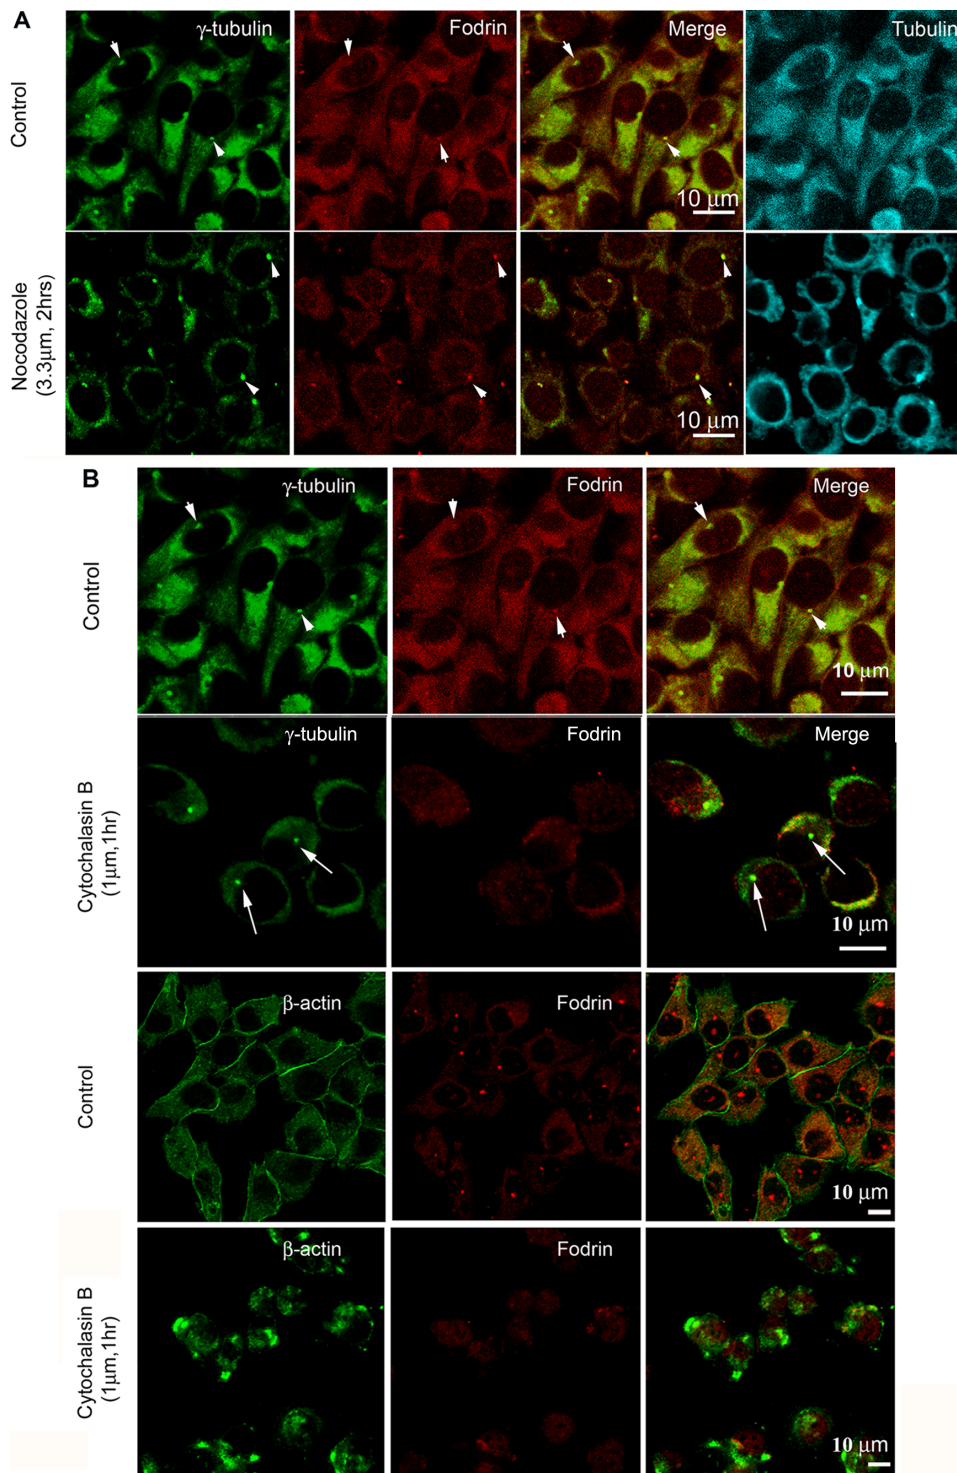 A
γ-tubulin
Fodrin
Merge
Tubulin
Control
10 μm
Nocodazole
(3.3μm, 2hrs)
10 μm
B
γ-tubulin
Fodrin
Merge
Control
10 μm
γ-tubulin
Fodrin
Merge
Cytochalasin B
(1μm,1hr)
10 μm
β-actin
Fodrin
Control
10 μm
β-actin
Fodrin
Cytochalasin B
(1μm,1hr)
10 μm